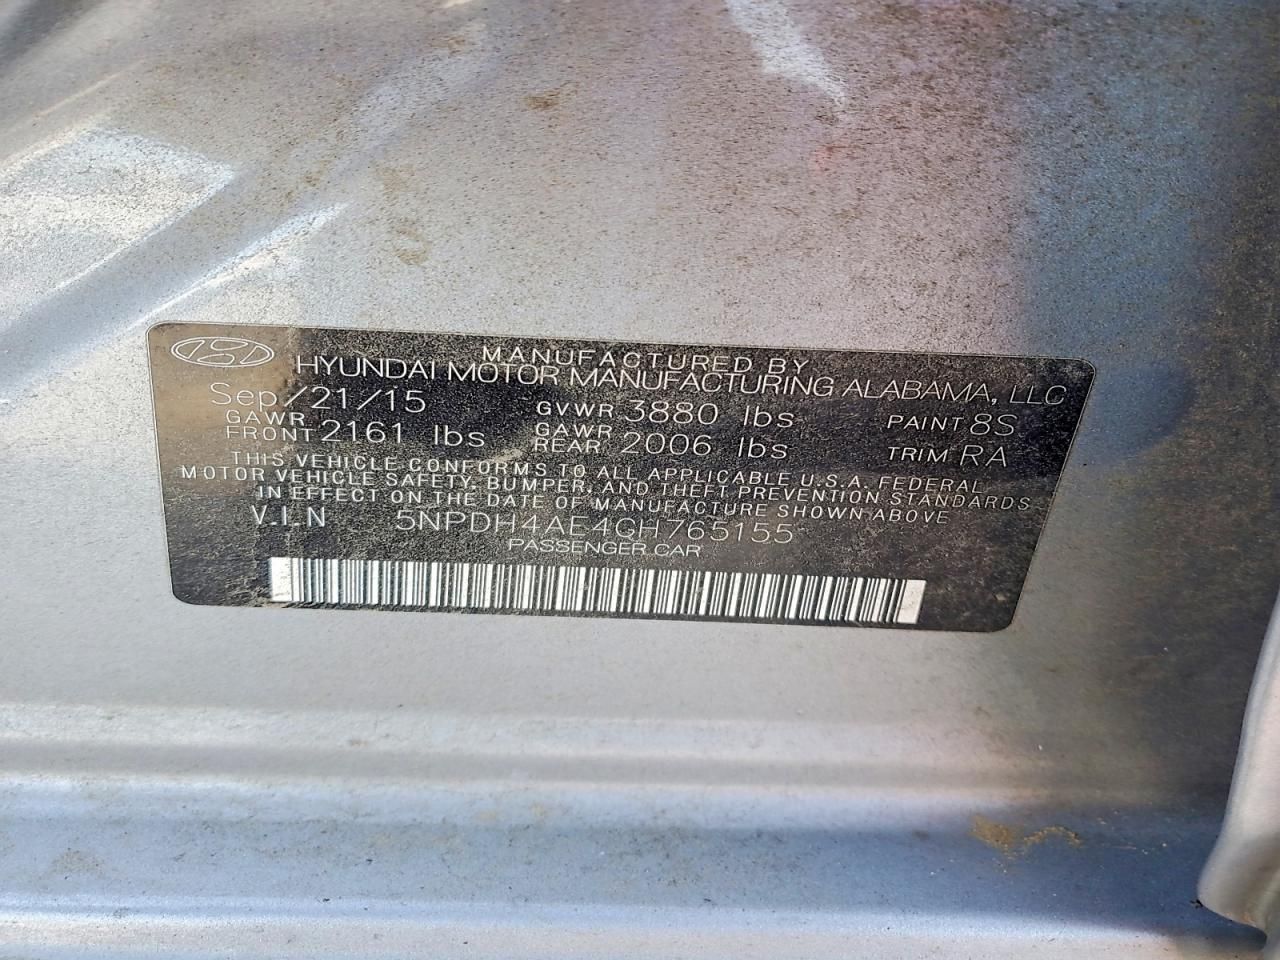 MANUFACTURED BY
HYUNDAI MOTOR MANUFACTURING ALABAMA, LLC
Sep/21/15 GVWR 3880 lbs PAINT 8S
GAWR FRONT 2161 lbs GAWR REAR 2006 lbs TRIM RA
THIS VEHICLE CONFORMS TO ALL APPLICABLE U.S.A. FEDERAL
MOTOR VEHICLE SAFETY, BUMPER, AND THEFT PREVENTION STANDARDS
IN EFFECT ON THE DATE OF MANUFACTURE SHOWN ABOVE
V.I.N 5NPDH4AE4GH765155
PASSENGER CAR